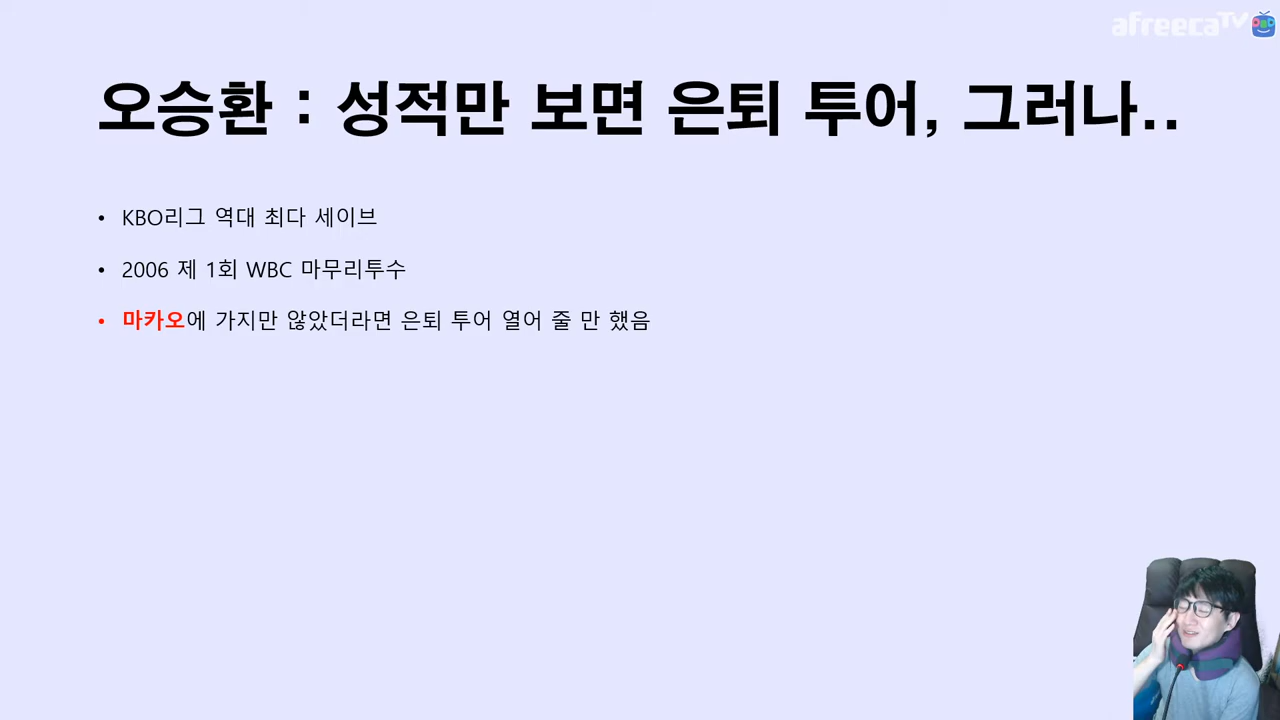 afreecaTV
오승환 : 성적만 보면 은퇴 투어, 그러나..
• KBO리그 역대 최다 세이브
• 2006 제 1회 WBC 마무리투수
• 마카오에 가지만 않았더라면 은퇴 투어 열어 줄 만 했음